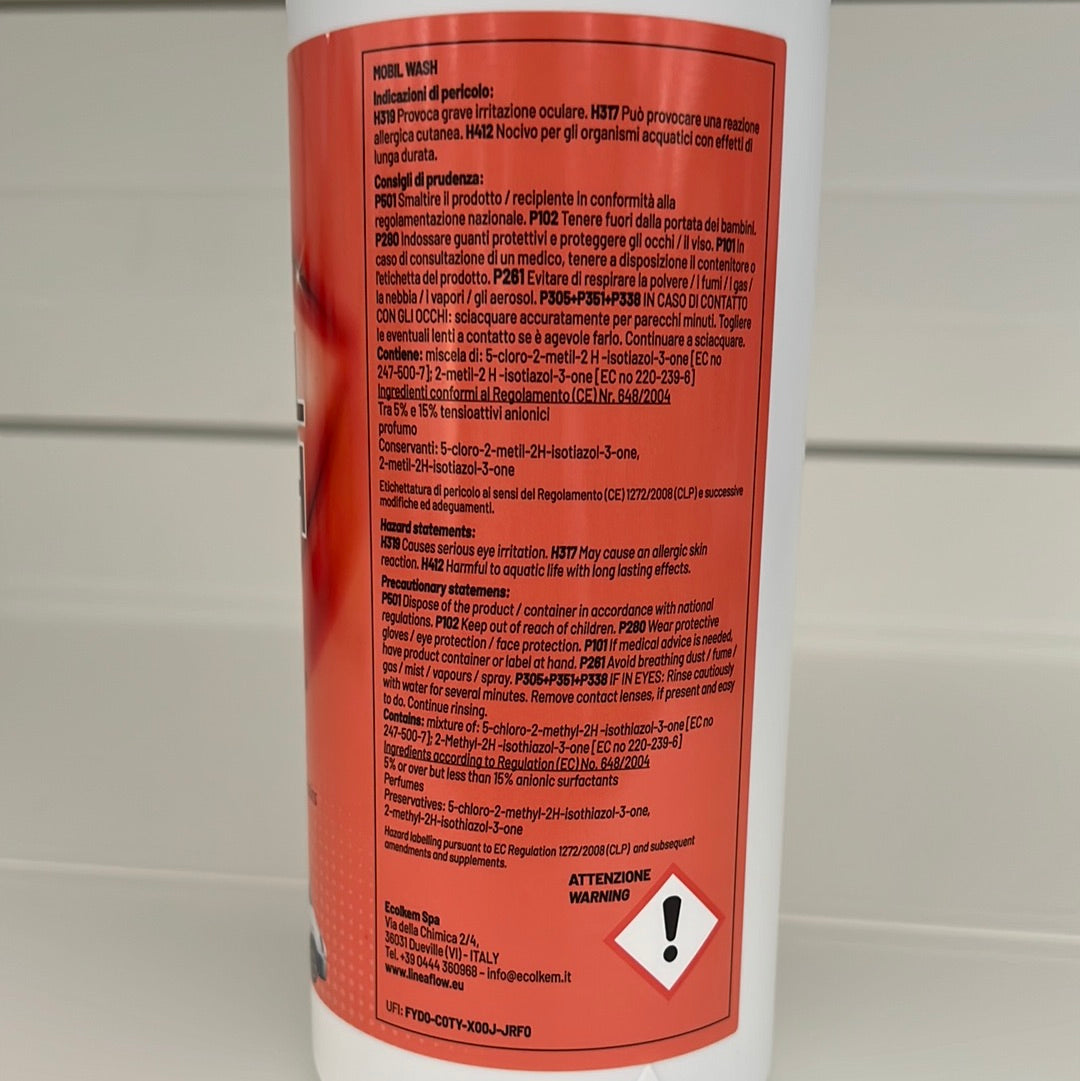 MOBIL WASH
Indicazioni di pericolo:
H319 Provoca grave irritazione oculare. H317 Può provocare una reazione
allergica cutanea. H412 Nocivo per gli organismi acquatici con effetti di
lunga durata.
Consigli di prudenza:
P501 Smaltire il prodotto / recipiente in conformità alla
regolamentazione nazionale. P102 Tenere fuori dalla portata dei bambini.
P280 Indossare guanti protettivi e proteggere gli occhi / il viso. P101 In
caso di consultazione di un medico, tenere a disposizione il contenitore o
l'etichetta del prodotto. P261 Evitare di respirare la polvere / i fumi / i gas /
la nebbia / i vapori / gli aerosol. P305+P351+P338 IN CASO DI CONTATTO
CON GLI OCCHI: sciacquare accuratamente per parecchi minuti. Togliere
le eventuali lenti a contatto se è agevole farlo. Continuare a sciacquare.
Contiene: miscela di: 5-cloro-2-metil-2 H -isotiazol-3-one [EC no
247-500-7]; 2-metil-2 H -isotiazol-3-one [EC no 220-239-6]
Ingredienti conformi al Regolamento (CE) Nr. 648/2004
Tra 5% e 15% tensioattivi anionici
profumo
Conservanti: 5-cloro-2-metil-2H-isotiazol-3-one,
2-metil-2H-isotiazol-3-one
Etichettatura di pericolo ai sensi del Regolamento (CE) 1272/2008 (CLP) e successive
modifiche ed adeguamenti.
Hazard statements:
H319 Causes serious eye irritation. H317 May cause an allergic skin
reaction. H412 Harmful to aquatic life with long lasting effects.
Precautionary statemens:
P501 Dispose of the product / container in accordance with national
regulations. P102 Keep out of reach of children. P280 Wear protective
gloves / eye protection / face protection. P101 If medical advice is needed,
have product container or label at hand. P261 Avoid breathing dust / fume /
gas / mist / vapours / spray. P305+P351+P338 IF IN EYES: Rinse cautiously
with water for several minutes. Remove contact lenses, if present and easy
to do. Continue rinsing.
Contains: mixture of: 5-chloro-2-methyl-2H -isothiazol-3-one [EC no
247-500-7]; 2-Methyl-2H -isothiazol-3-one [EC no 220-239-6]
Ingredients according to Regulation (EC) No. 648/2004
5% or over but less than 15% anionic surfactants
Perfumes
Preservatives: 5-chloro-2-methyl-2H-isothiazol-3-one,
2-methyl-2H-isothiazol-3-one
Hazard labelling pursuant to EC Regulation 1272/2008 (CLP) and subsequent
amendments and supplements.
ATTENZIONE
WARNING
Ecolkem Spa
Via della Chimica 2/4,
36031 Dueville (VI) - ITALY
Tel. +39 0444 360968 - info@ecolkem.it
www.lineaflow.eu
UFI: FYD0-C0TY-X00J-JRF0